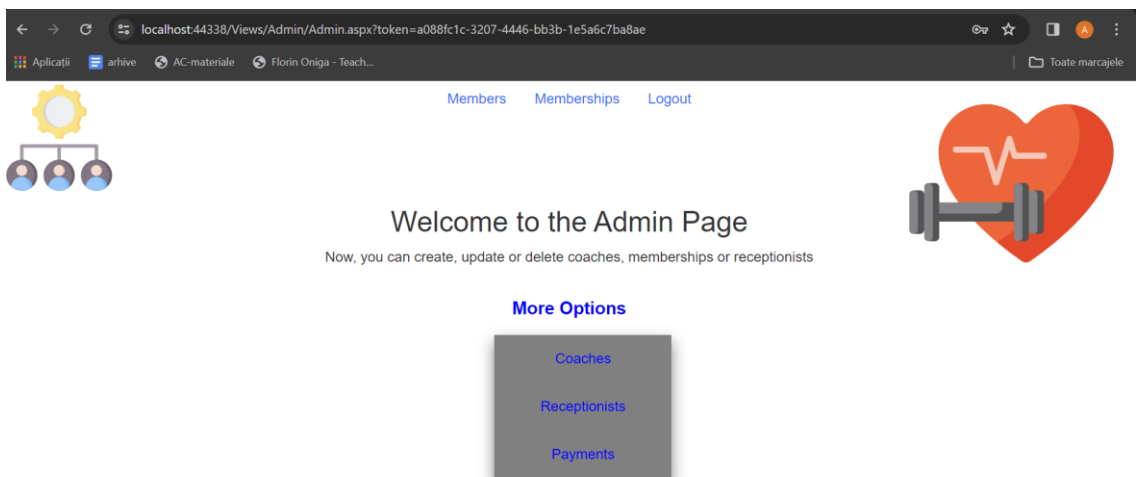 localhost:44338/Views/Admin/Admin.aspx?token=a088fc1c-3207-4446-bb3b-1e5a6c7ba8ae
A
Aplicații arhive AC-materiale Florin Oniga - Teach... Toate marcajele
Members Memberships Logout
Welcome to the Admin Page
Now, you can create, update or delete coaches, memberships or receptionists
More Options
Coaches
Receptionists
Payments